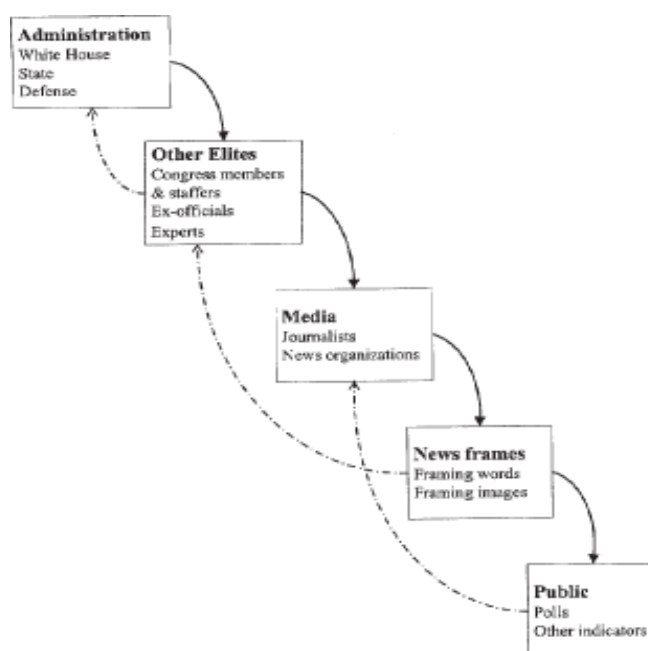 Administration
White House
State
Defense
Other Elites
Congress members
& staffers
Ex-officials
Experts
Media
Journalists
News organizations
News frames
Framing words
Framing images
Public
Polls
Other indicators